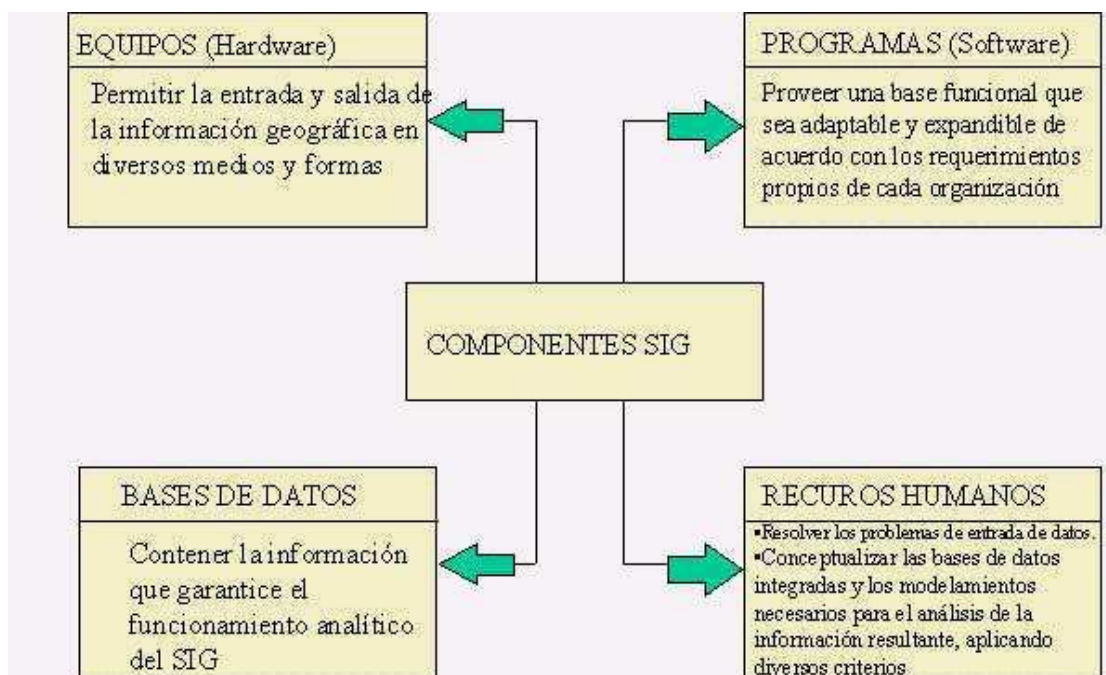 EQUIPOS (Hardware)
Permitir la entrada y salida de
la información geográfica en
diversos medios y formas
PROGRAMAS (Software)
Proveer una base funcional que
sea adaptable y expandible de
acuerdo con los requerimientos
propios de cada organización
COMPONENTES SIG
BASES DE DATOS
Contener la información
que garantice el
funcionamiento analítico
del SIG
RECUROS HUMANOS
▪Resolver los problemas de entrada de datos.
▪Conceptualizar las bases de datos
integradas y los modelamientos
necesarios para el análisis de la
información resultante, aplicando
diversos criterios